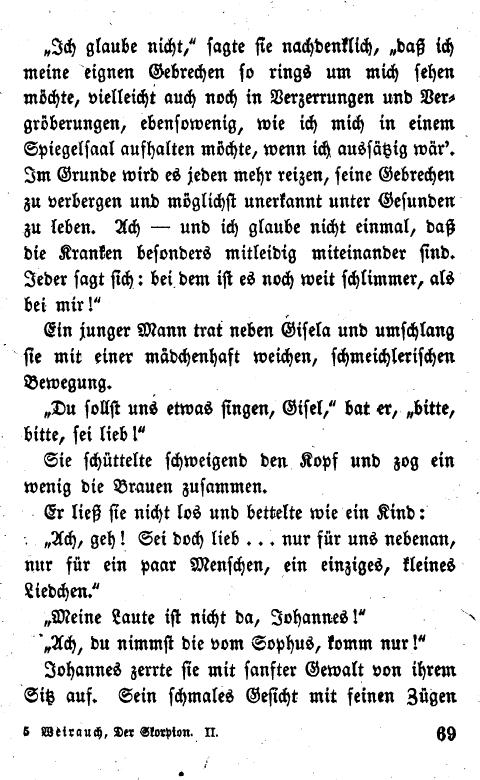 „Ich glaube nicht,“ sagte sie nachdenklich, „daß ich
meine eignen Gebrechen so rings um mich sehen
möchte, vielleicht auch noch in Verzerrungen und Ver-
gröberungen, ebensowenig, wie ich mich in einem
Spiegelsaal aufhalten möchte, wenn ich aussätzig wär'.
Im Grunde wird es jeden mehr reizen, seine Gebrechen
zu verbergen und möglichst unerkannt unter Gesunden
zu leben. Ach — und ich glaube nicht einmal, daß
die Kranken besonders mitleidig miteinander sind.
Jeder sagt sich: bei dem ist es noch weit schlimmer, als
bei mir!“
Ein junger Mann trat neben Gisela und umschlang
sie mit einer mädchenhaft weichen, schmeichlerischen
Bewegung.
„Du sollst uns etwas singen, Gisel,“ bat er, „bitte,
bitte, sei lieb!“
Sie schüttelte schweigend den Kopf und zog ein
wenig die Brauen zusammen.
Er ließ sie nicht los und bettelte wie ein Kind:
„Ach, geh! Sei doch lieb ... nur für uns nebenan,
nur für ein paar Menschen, ein einziges, kleines
Liedchen.“
„Meine Laute ist nicht da, Johannes!“
„Ach, du nimmst die vom Sophus, komm nur!“
Johannes zerrte sie mit sanfter Gewalt von ihrem
Sitz auf. Sein schmales Gesicht mit feinen Zügen
5 Weirauch, Der Skorpion. II. 69